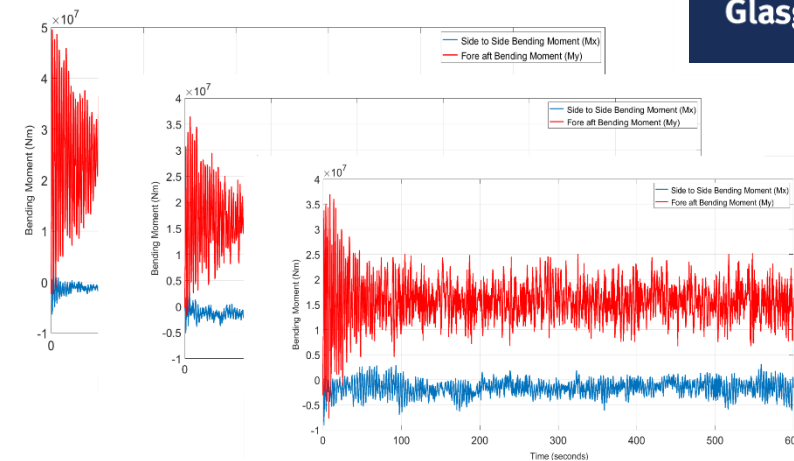 Glasg
×10⁷
5
4
3
2
1
0
-1
0
Bending Moment (Nm)
Side to Side Bending Moment (Mx)
Fore aft Bending Moment (My)
×10⁷
4
3.5
3
2.5
2
1.5
1
0.5
0
-0.5
-1
0
Bending Moment (Nm)
Side to Side Bending Moment (Mx)
Fore aft Bending Moment (My)
×10⁷
4
3.5
3
2.5
2
1.5
1
0.5
0
-0.5
-1
Bending Moment (Nm)
Side to Side Bending Moment (Mx)
Fore aft Bending Moment (My)
0 100 200 300 400 500 60
Time (seconds)